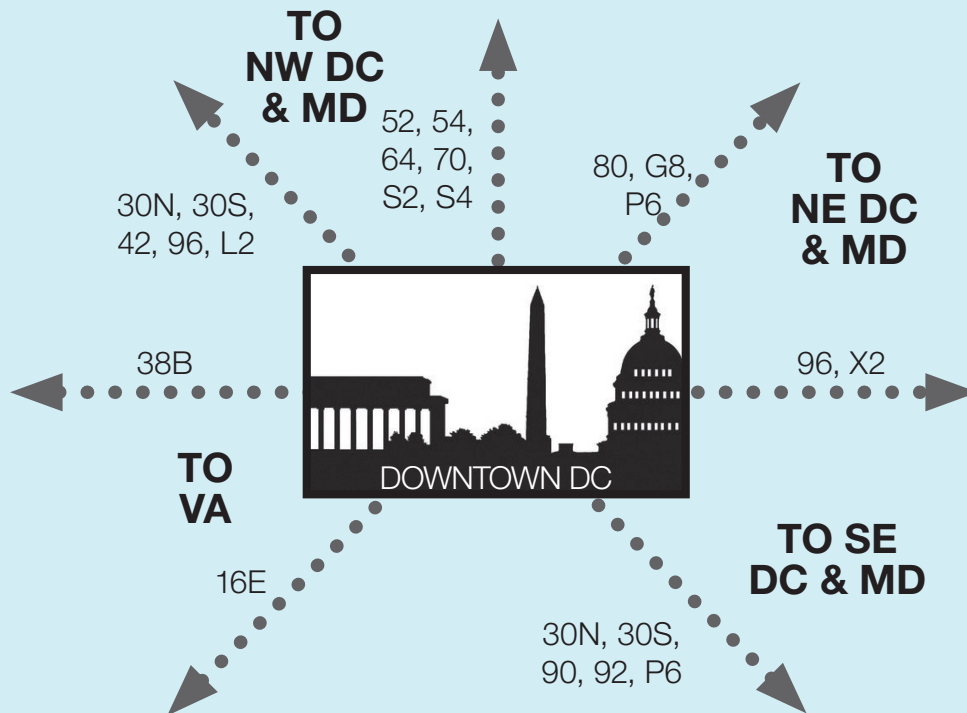 TO
NW DC
& MD
52, 54,
64, 70,
S2, S4
80, G8,
P6
TO
NE DC
& MD
30N, 30S,
42, 96, L2
38B
96, X2
DOWNTOWN DC
TO
VA
TO SE
DC & MD
16E
30N, 30S,
90, 92, P6